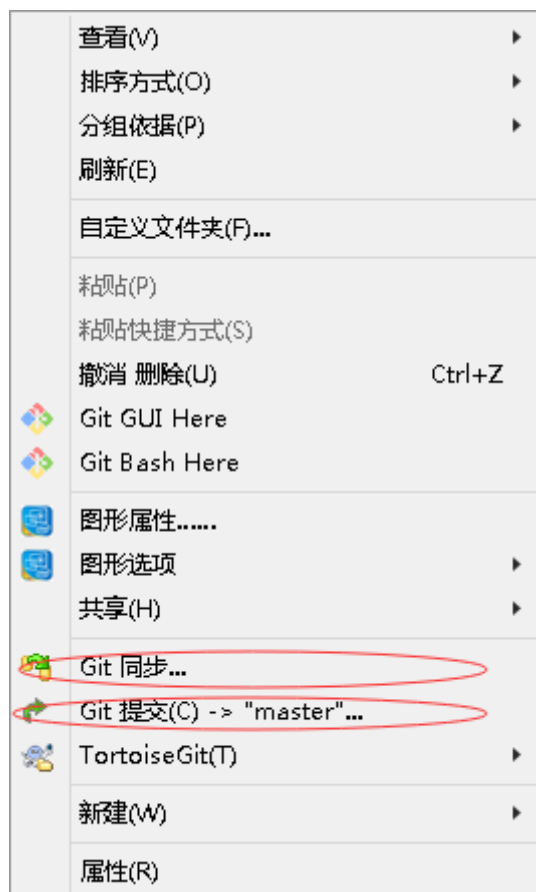 查看(V)
排序方式(O)
分组依据(P)
刷新(E)
自定义文件夹(F)...
粘贴(P)
粘贴快捷方式(S)
撤消 删除(U) Ctrl+Z
Git GUI Here
Git Bash Here
图形属性……
图形选项
共享(H)
Git 同步...
Git 提交(C) -> "master"...
TortoiseGit(T)
新建(W)
属性(R)